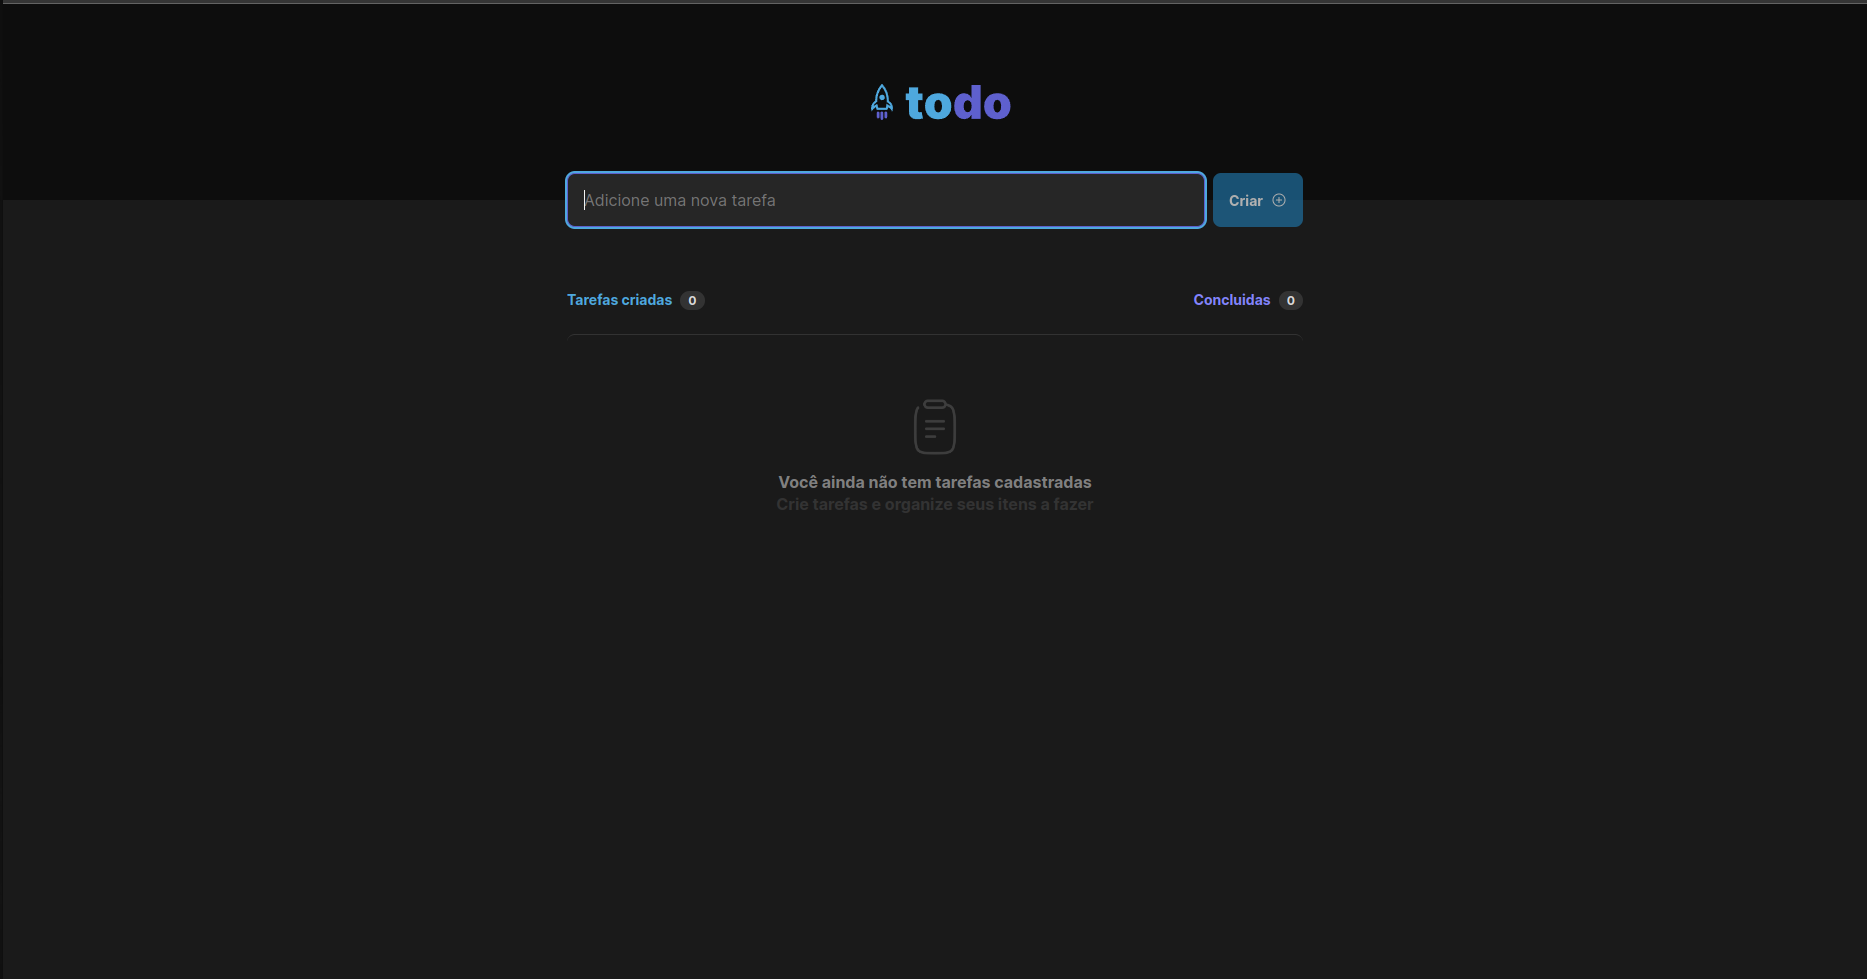 todo
Adicione uma nova tarefa
Criar
Tarefas criadas 0
Concluidas 0
Você ainda não tem tarefas cadastradas
Crie tarefas e organize seus itens a fazer